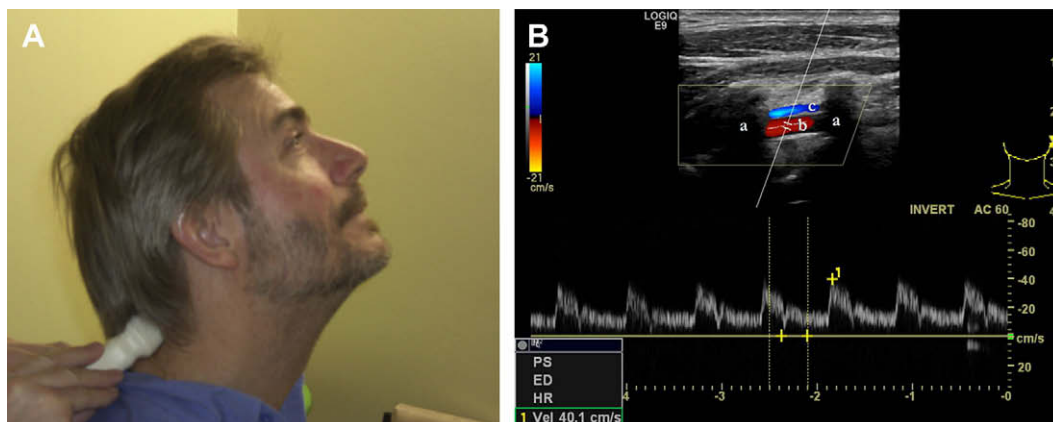 A
B
LOGIQ
E9
21
-21
cm/s
c
a
b
a
INVERT AC 60
-80
-60
-40
-20
cm/s
20
1
PS
ED
HR
1 Vel 40.1 cm/s
4
-3
-2
-1
-0